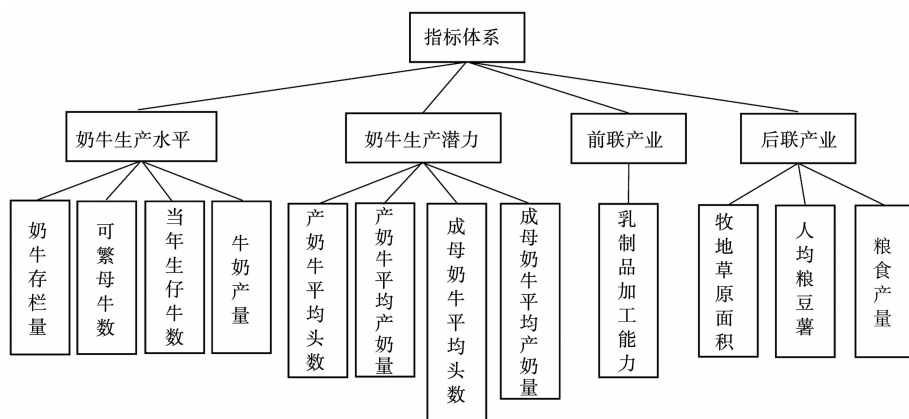 指标体系
奶牛生产水平
奶牛生产潜力
前联产业
后联产业
奶牛存栏量
可繁母牛数
当年生仔牛数
牛奶产量
产奶牛平均头数
产奶牛平均产奶量
成母奶牛平均头数
成母奶牛平均产奶量
乳制品加工能力
牧地草原面积
人均粮豆薯
粮食产量